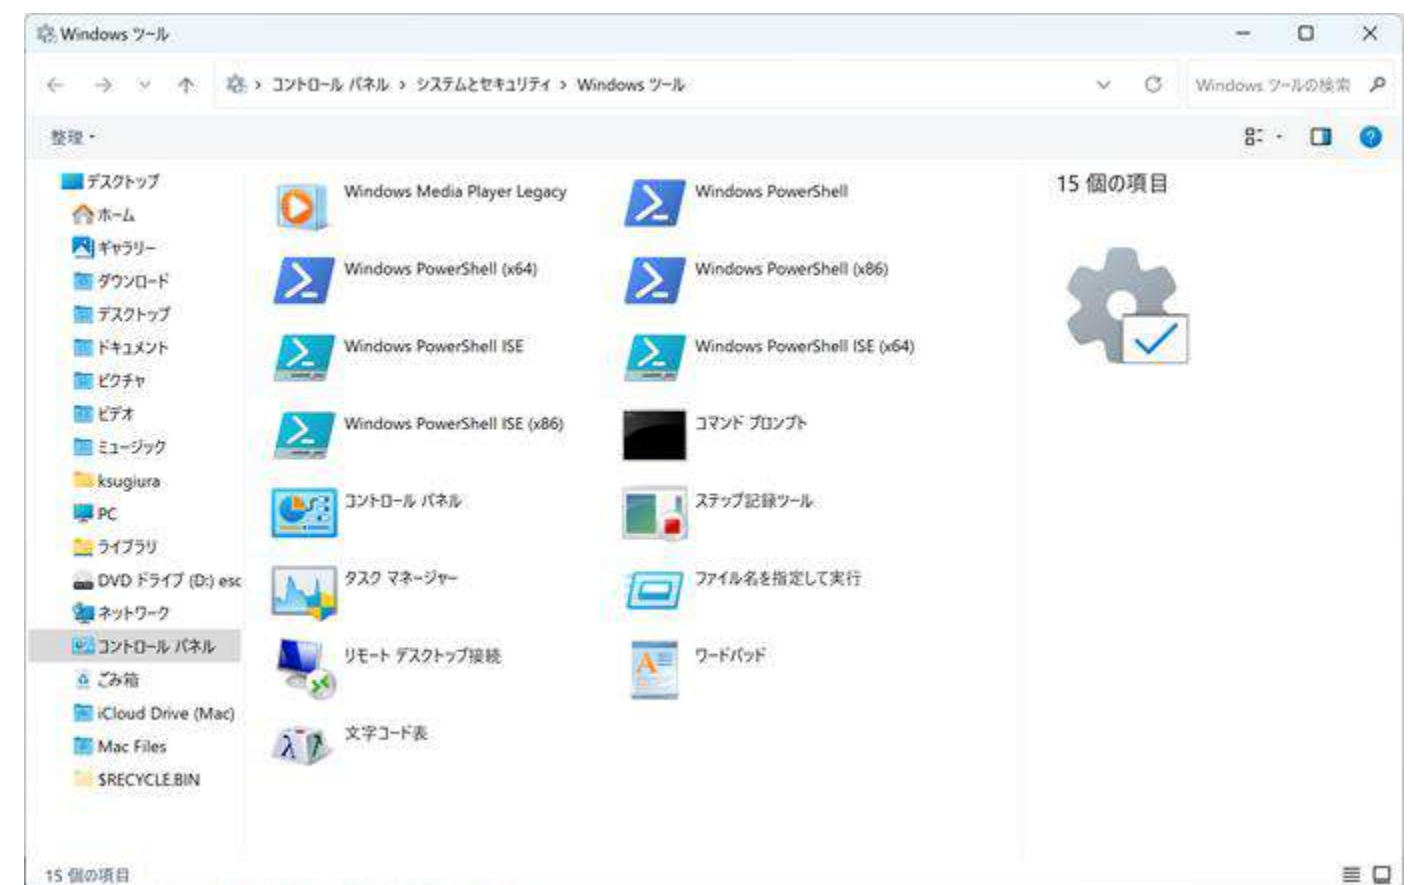 Windows ツール
コントロール パネル › システムとセキュリティ › Windows ツール
Windows ツールの検索
整理
デスクトップ
ホーム
ギャラリー
ダウンロード
デスクトップ
ドキュメント
ピクチャ
ビデオ
ミュージック
ksugiura
PC
ライブラリ
DVD ドライブ (D:) esc
ネットワーク
コントロール パネル
ごみ箱
iCloud Drive (Mac)
Mac Files
$RECYCLE.BIN
Windows Media Player Legacy
Windows PowerShell
Windows PowerShell (x64)
Windows PowerShell (x86)
Windows PowerShell ISE
Windows PowerShell ISE (x64)
Windows PowerShell ISE (x86)
コマンド プロンプト
コントロール パネル
ステップ記録ツール
タスク マネージャー
ファイル名を指定して実行
リモート デスクトップ接続
ワードパッド
文字コード表
15 個の項目
15 個の項目